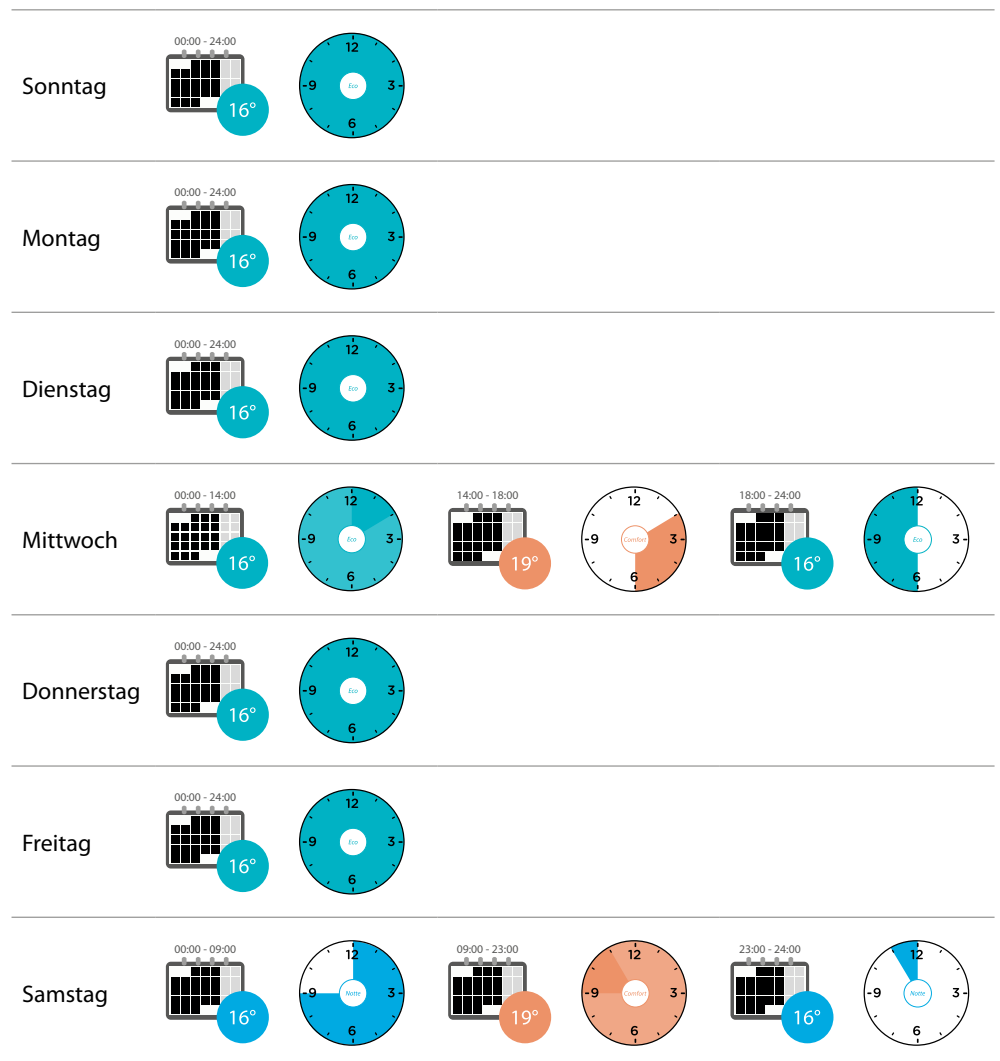 00:00 - 24:00
Sonntag
16°
12
9
3
6
Eco
00:00 - 24:00
Montag
16°
12
9
3
6
Eco
00:00 - 24:00
Dienstag
16°
12
9
3
6
Eco
Mittwoch
00:00 - 14:00
16°
12
9
3
6
Eco
14:00 - 18:00
19°
12
9
3
6
Comfort
18:00 - 24:00
16°
12
9
3
6
Eco
00:00 - 24:00
Donnerstag
16°
12
9
3
6
Eco
00:00 - 24:00
Freitag
16°
12
9
3
6
Eco
Samstag
00:00 - 09:00
16°
12
9
3
6
Notte
09:00 - 23:00
19°
12
9
3
6
Comfort
23:00 - 24:00
16°
12
9
3
6
Notte